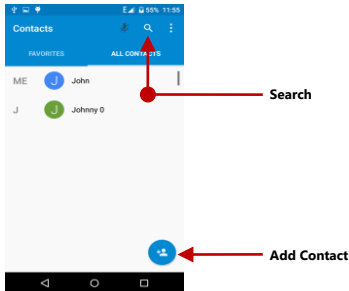 E 55% 11:55
Contacts
FAVORITES ALL CONTACTS
ME J John
J J Johnny 0
Search
Add Contact